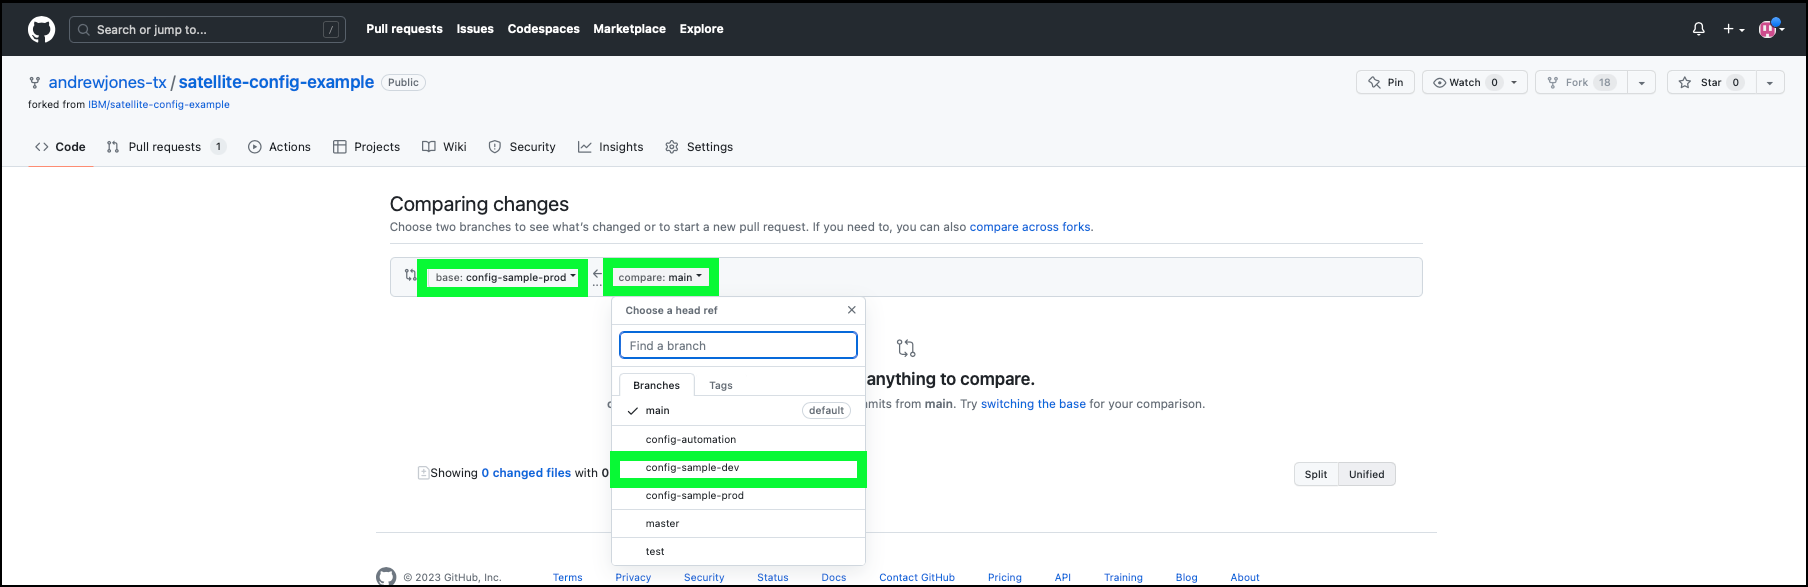 Search or jump to... / Pull requests Issues Codespaces Marketplace Explore
andrewjones-tx / satellite-config-example Public Pin Watch 0 Fork 18 Star 0
forked from IBM/satellite-config-example
Code Pull requests 1 Actions Projects Wiki Security Insights Settings
Comparing changes
Choose two branches to see what's changed or to start a new pull request. If you need to, you can also compare across forks.
base: config-sample-prod ← compare: main
...
Choose a head ref
Find a branch
Branches Tags
anything to compare.
main default
mits from main. Try switching the base for your comparison.
config-automation
config-sample-dev
Showing 0 changed files with 0
Split Unified
config-sample-prod
master
test
© 2023 GitHub, Inc. Terms Privacy Security Status Docs Contact GitHub Pricing API Training Blog About